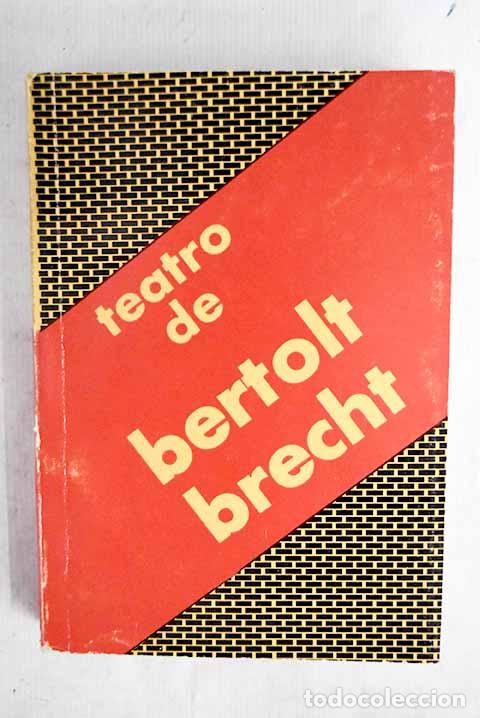 teatro
de
bertolt
brecht
todocoleccion